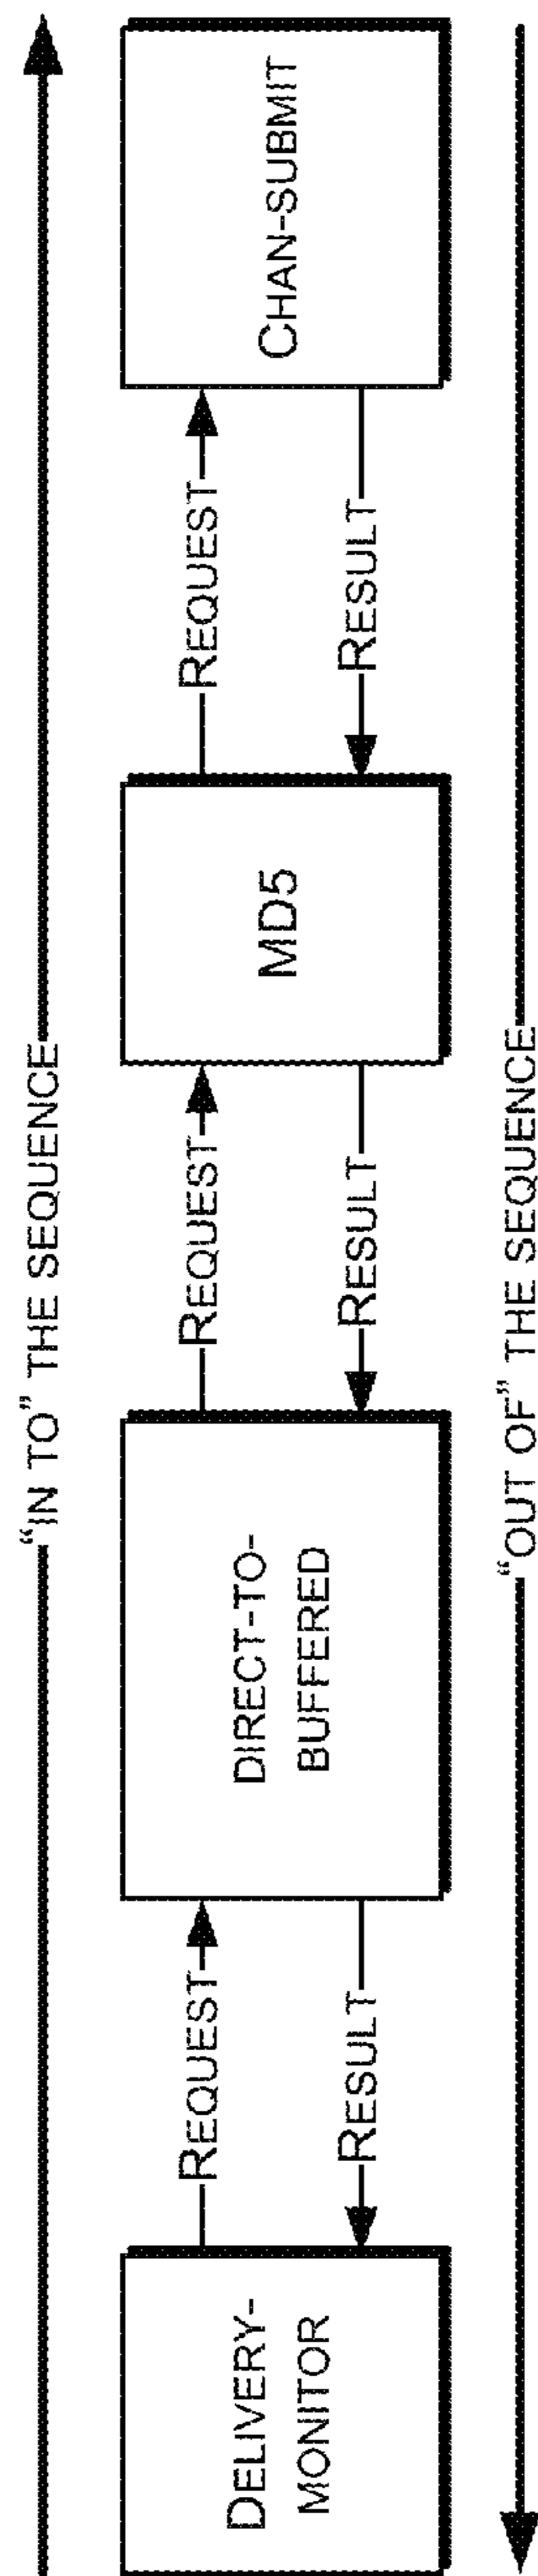 “IN TO” THE SEQUENCE
DELIVERY-
MONITOR
REQUEST
RESULT
DIRECT-TO-
BUFFERED
REQUEST
RESULT
MD5
REQUEST
RESULT
CHAN-SUBMIT
“OUT OF” THE SEQUENCE